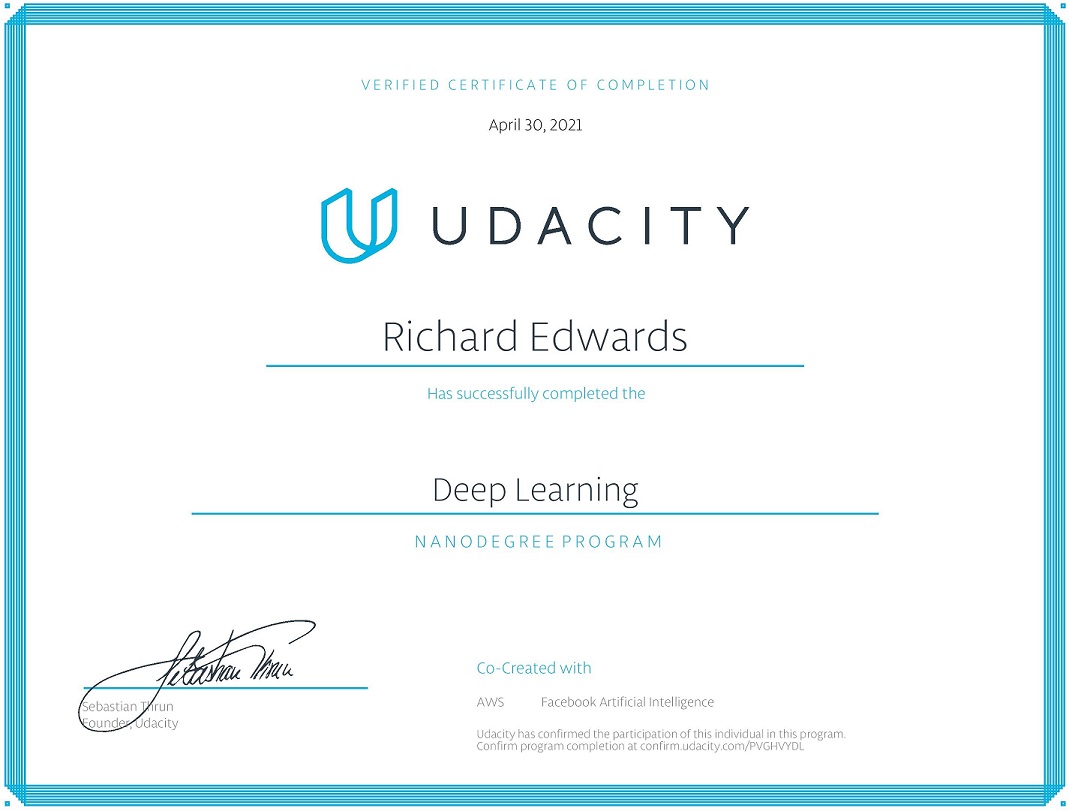 VERIFIED CERTIFICATE OF COMPLETION
April 30, 2021
UDACITY
Richard Edwards
Has successfully completed the
Deep Learning
NANODEGREE PROGRAM
Sebastian Thrun
Sebastian Thrun
Founder, Udacity
Co-Created with
AWS Facebook Artificial Intelligence
Udacity has confirmed the participation of this individual in this program.
Confirm program completion at confirm.udacity.com/PVGHVYDL